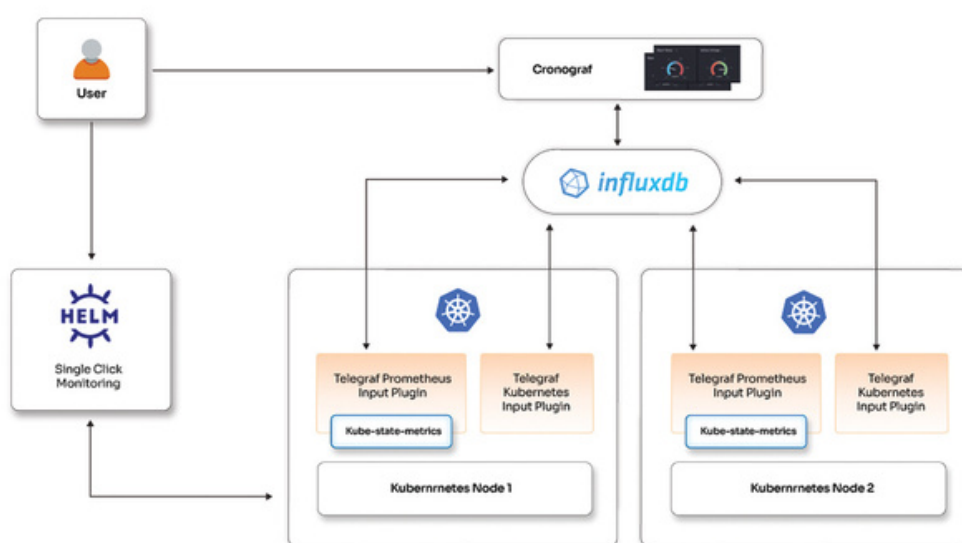 User
Cronograf
influxdb
HELM
Single Click
Monitoring
Telegraf Prometheus
Input Plugin
Kube-state-metrics
Telegraf
Kubernetes
Input Plugin
Kubernrnetes Node 1
Telegraf Prometheus
Input Plugin
Kube-state-metrics
Telegraf
Kubernetes
Input Plugin
Kubernrnetes Node 2